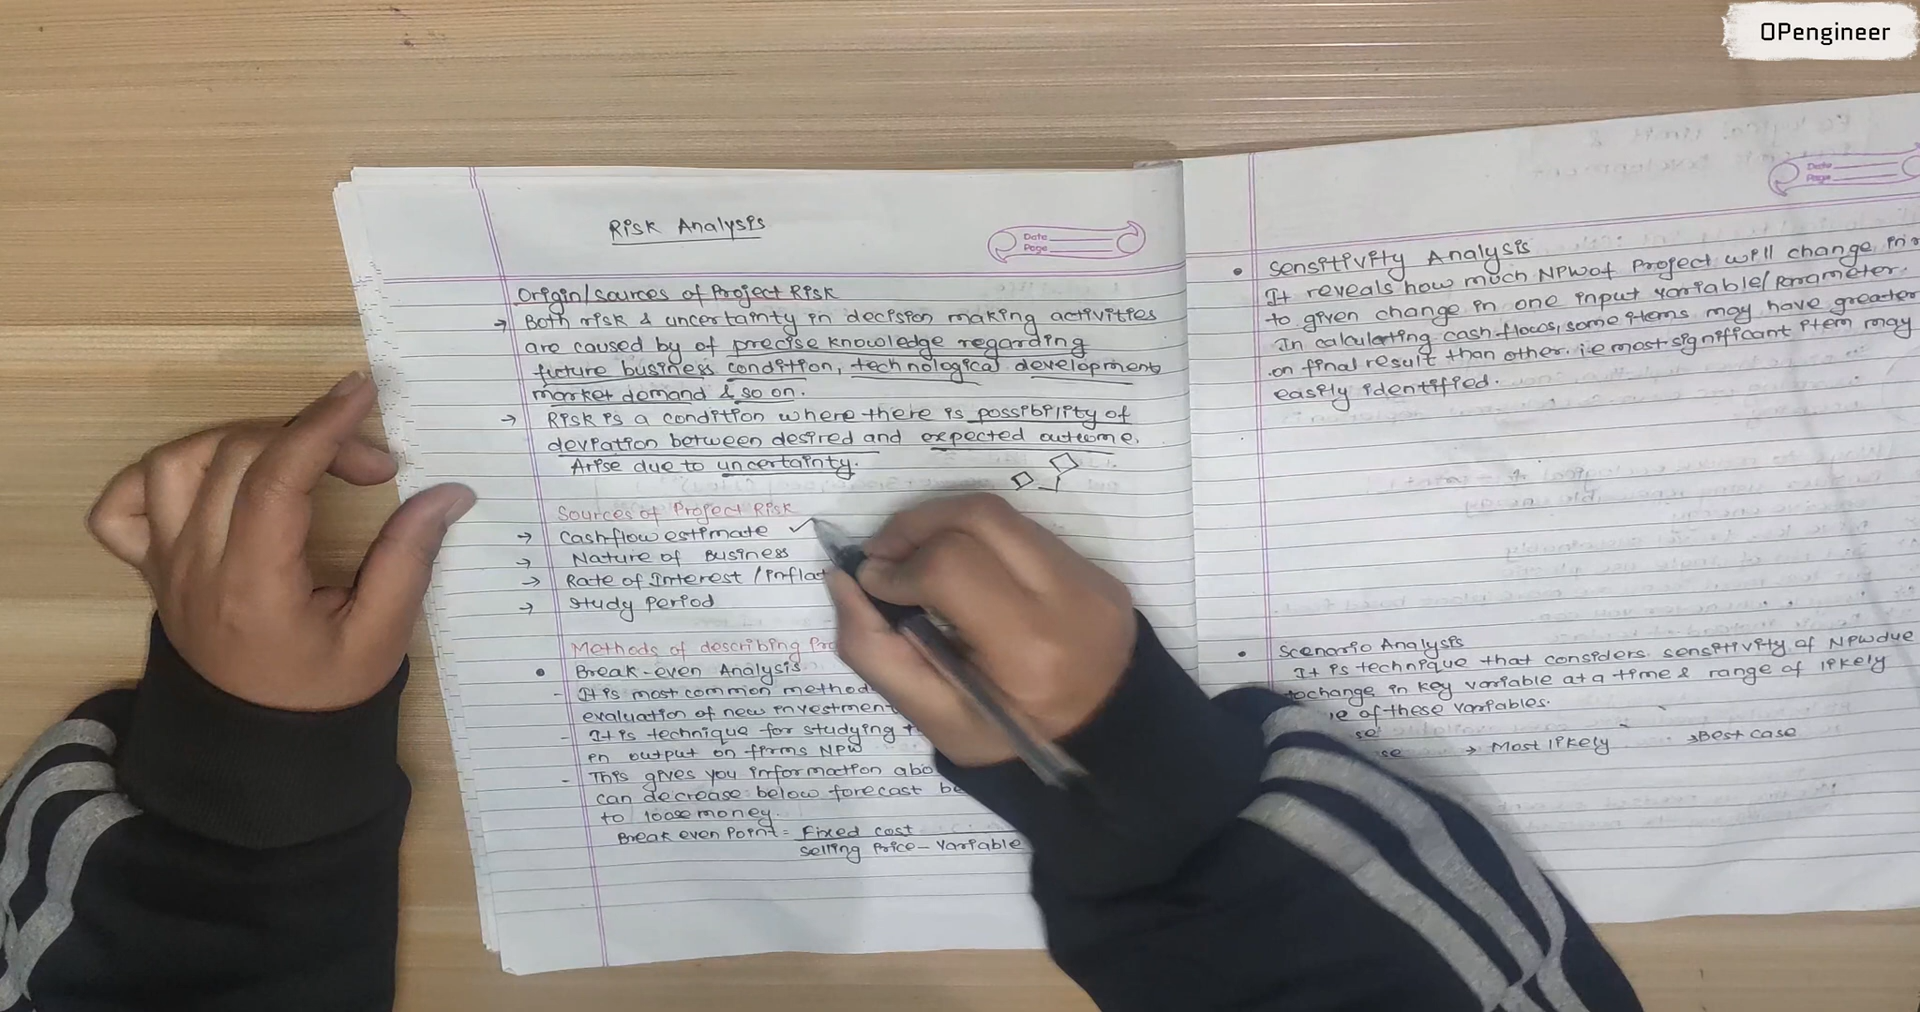 OPengineer
Risk Analysis
Date
Page
Origin/sources of Project Risk
→ Both risk & uncertainty in decision making activities
are caused by of precise knowledge regarding
future business condition, technological development
market demand & so on.
→ Risk is a condition where there is possibility of
deviation between desired and expected outcome.
Arise due to uncertainty.
Sources of Project Risk
→ Cashflow estimate ✓
→ Nature of Business
→ Rate of Interest /
→ Study Period
Methods of describing
• Break-even Analysis
- It is most common method
evaluation of new
- It is technique for studying
in output on firms NPW
- This gives you information
can decrease below forecast
to loose money.
Break even Point = Fixed cost
Selling Price - Variable
Date
Page
• Sensitivity Analysis
It reveals how much NPW of Project will change in
to given change in one input variable/parameter.
In calculating cashflows, some items may have greater
on final result than other. i.e most significant item may
easily identified.
• Scenario Analysis
It is technique that considers sensitivity of NPW due
to change in key variable at a time & range of likely
of these variables.
→ Most likely →Best case